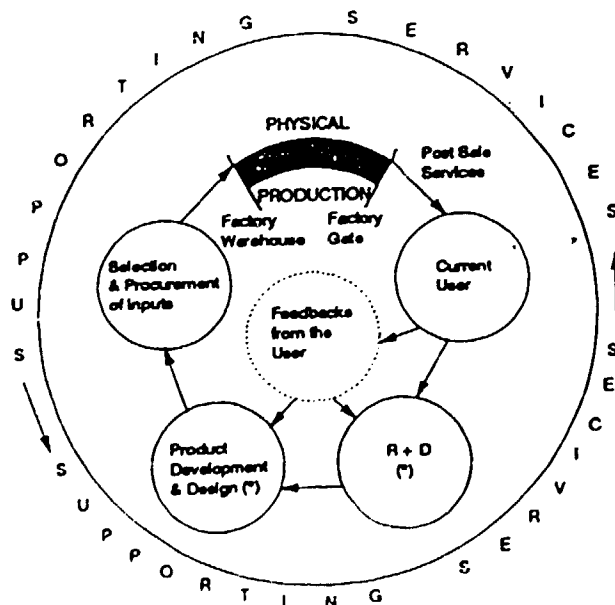 SUPPORTING SERVICES
PHYSICAL
PRODUCTION
Post Sale
Services
Factory
Warehouse
Factory
Gate
Selection
& Procurement
of Inputs
Current
User
Feedbacks
from the
User
Product
Development
& Design (*)
R + D
(*)
SUPPORTING SERVICES